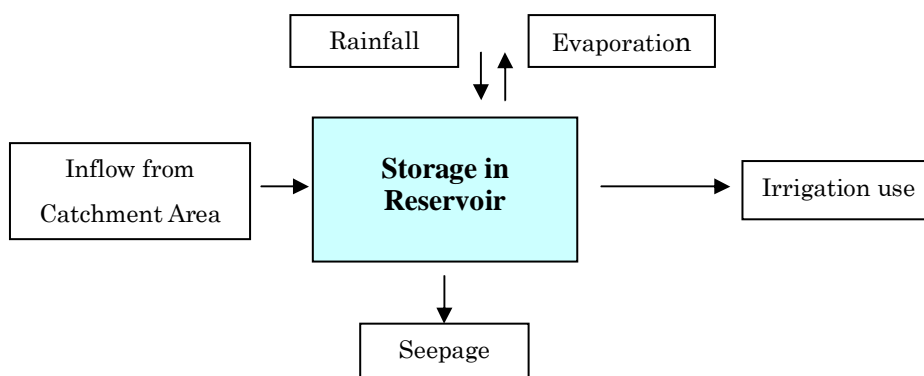 Rainfall
Evaporation
Inflow from
Catchment Area
Storage in
Reservoir
Irrigation use
Seepage